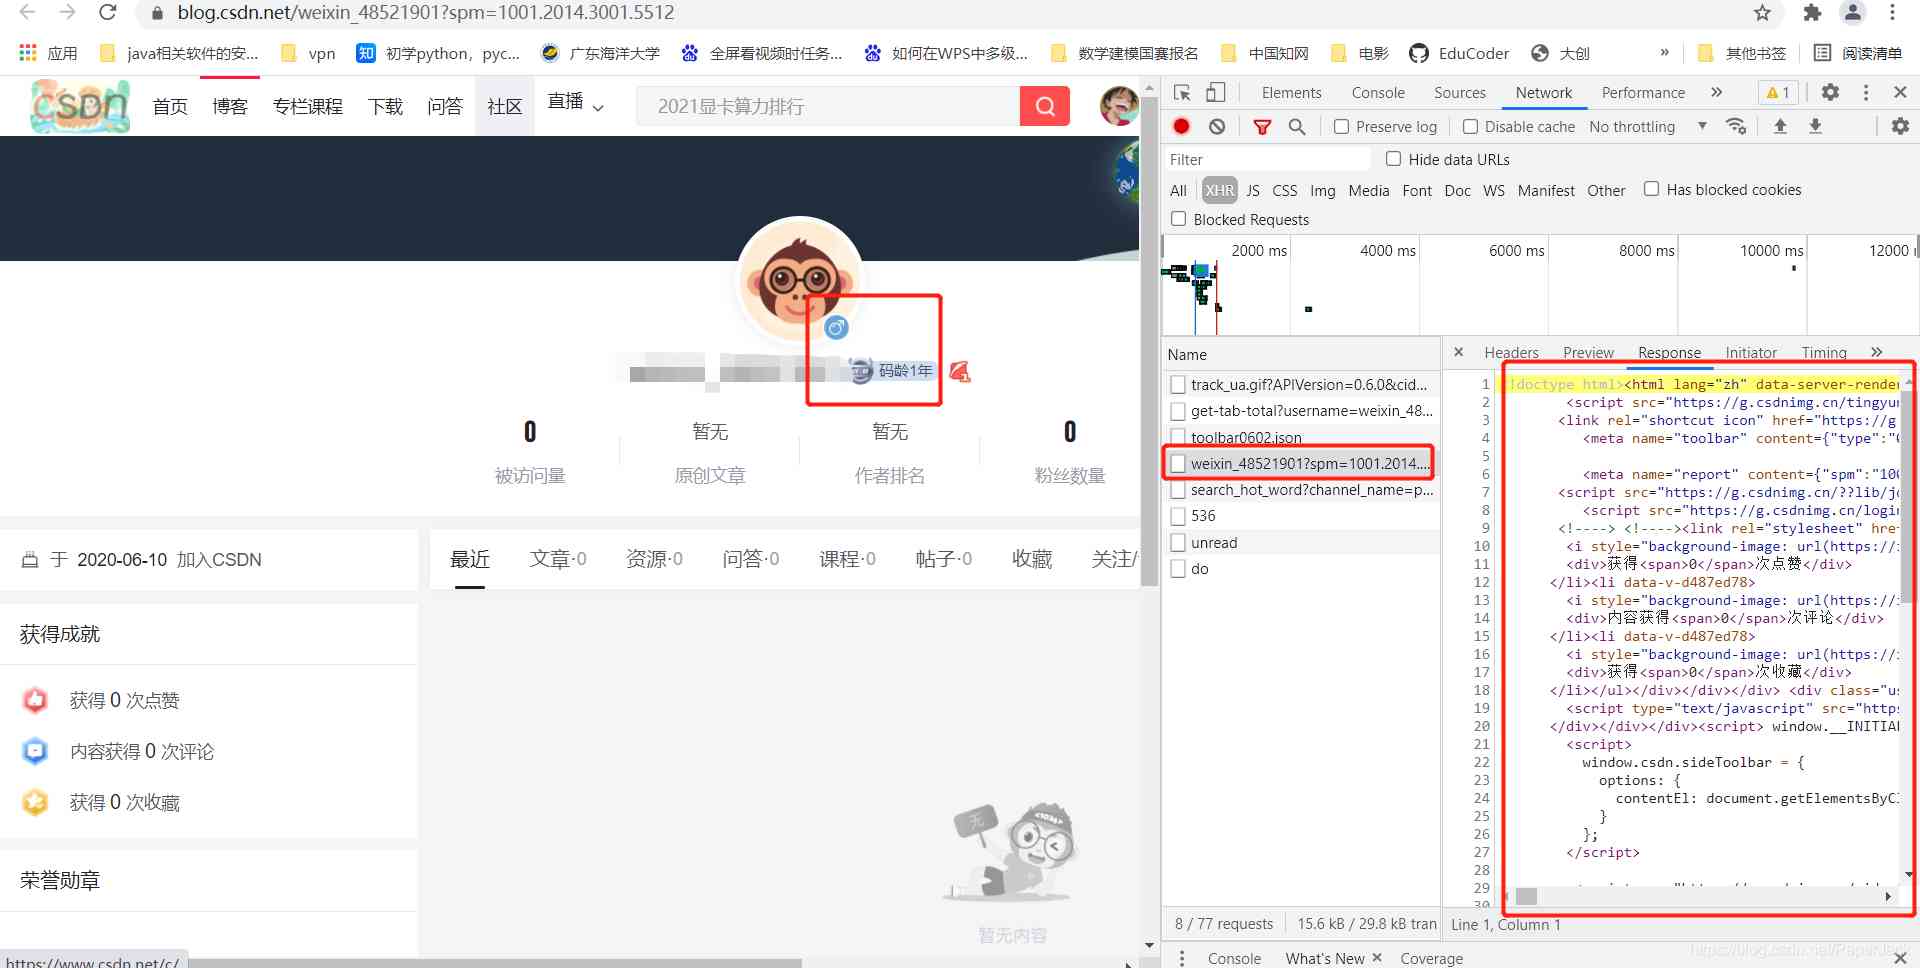 blog.csdn.net/weixin_48521901?spm=1001.2014.3001.5512
应用
java相关软件的安...
vpn
知
初学python，pyc...
广东海洋大学
全屏看视频时任务...
如何在WPS中多级...
数学建模国赛报名
中国知网
电影
EduCoder
大创
»
其他书签
阅读清单
CSDN
首页
博客
专栏课程
下载
问答
社区
直播
2021显卡算力排行
码龄1年
0
暂无
暂无
0
被访问量
原创文章
作者排名
粉丝数量
于 2020-06-10 加入CSDN
最近
文章·0
资源·0
问答·0
课程·0
帖子·0
收藏
关注/
获得成就
获得 0 次点赞
内容获得 0 次评论
获得 0 次收藏
荣誉勋章
无
暂无内容
https://www.csdn.net/c/
Elements
Console
Sources
Network
Performance
»
1
Preserve log
Disable cache
No throttling
Filter
Hide data URLs
All
XHR
JS
CSS
Img
Media
Font
Doc
WS
Manifest
Other
Has blocked cookies
Blocked Requests
2000 ms
4000 ms
6000 ms
8000 ms
10000 ms
12000
Name
track_ua.gif?APIVersion=0.6.0&cid...
get-tab-total?username=weixin_48...
toolbar0602.json
weixin_48521901?spm=1001.2014....
search_hot_word?channel_name=p...
536
unread
do
Headers
Preview
Response
Initiator
Timing
»
1 !doctype html><html lang="zh" data-server-render
2 <script src="https://g.csdnimg.cn/tingyun
3 <link rel="shortcut icon" href="https://g
4 <meta name="toolbar" content={"type":"
5
6 <meta name="report" content={"spm":"100
7 <script src="https://g.csdnimg.cn/??lib/jq
8 <script src="https://g.csdnimg.cn/login
9 <!----> <!----><link rel="stylesheet" href
10 <i style="background-image: url(https://i
11 <div>获得<span>0</span>次点赞</div>
12 </li><li data-v-d487ed78>
13 <i style="background-image: url(https://i
14 <div>内容获得<span>0</span>次评论</div>
15 </li><li data-v-d487ed78>
16 <i style="background-image: url(https://i
17 <div>获得<span>0</span>次收藏</div>
18 </li></ul></div></div></div> <div class="us
19 <script type="text/javascript" src="https
20 </div></div></div><script> window.__INITIAL
21 <script>
22 window.csdn.sideToolbar = {
23 options: {
24 contentEl: document.getElementsByCl
25 }
26 };
27 </script>
28
29
30
8 / 77 requests
15.6 kB / 29.8 kB tran
Line 1, Column 1
Console
What's New
Coverage